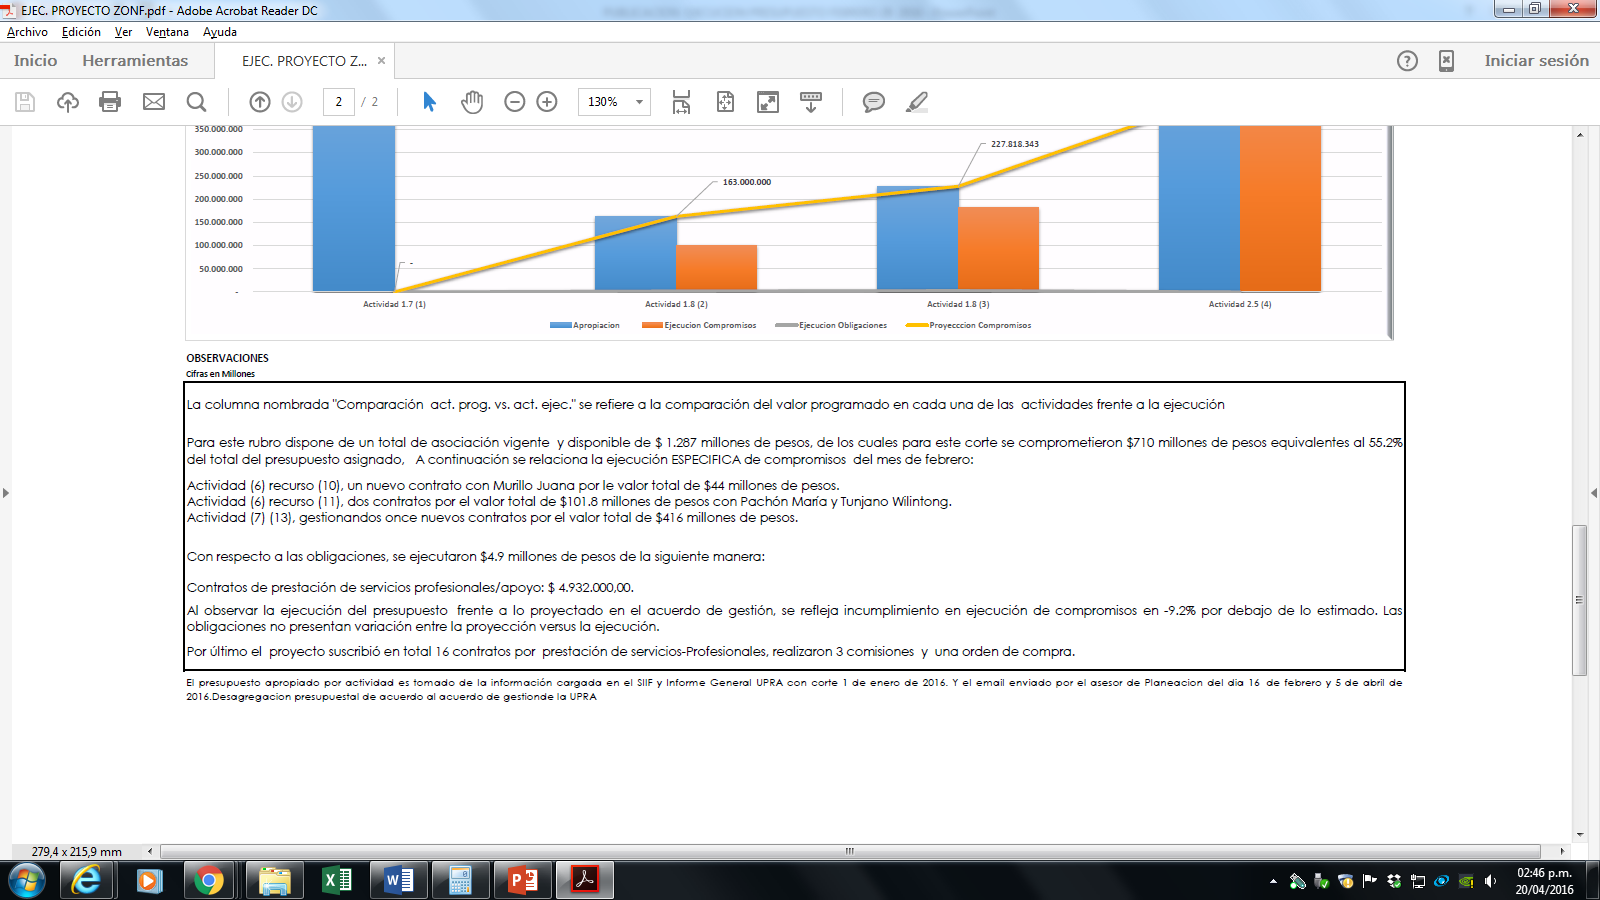 EJEC. PROYECTO ZONF.pdf - Adobe Acrobat Reader DC
Archivo Edición Ver Ventana Ayuda
Inicio Herramientas EJEC. PROYECTO Z... × Iniciar sesión
2 / 2 130%
350.000.000
300.000.000
250.000.000
200.000.000
150.000.000
100.000.000
50.000.000
-
-
163.000.000
227.818.343
Actividad 1.7 (1) Actividad 1.8 (2) Actividad 1.8 (3) Actividad 2.5 (4)
Apropiacion Ejecucion Compromisos Ejecucion Obligaciones Proyecccion Compromisos
OBSERVACIONES
Cifras en Millones
La columna nombrada "Comparación act. prog. vs. act. ejec." se refiere a la comparación del valor programado en cada una de las actividades frente a la ejecución
Para este rubro dispone de un total de asociación vigente y disponible de $ 1.287 millones de pesos, de los cuales para este corte se comprometieron $710 millones de pesos equivalentes al 55.2%
del total del presupuesto asignado, A continuación se relaciona la ejecución ESPECIFICA de compromisos del mes de febrero:
Actividad (6) recurso (10), un nuevo contrato con Murillo Juana por le valor total de $44 millones de pesos.
Actividad (6) recurso (11), dos contratos por el valor total de $101.8 millones de pesos con Pachón María y Tunjano Wilintong.
Actividad (7) (13), gestionandos once nuevos contratos por el valor total de $416 millones de pesos.
Con respecto a las obligaciones, se ejecutaron $4.9 millones de pesos de la siguiente manera:
Contratos de prestación de servicios profesionales/apoyo: $ 4.932.000,00.
Al observar la ejecución del presupuesto frente a lo proyectado en el acuerdo de gestión, se refleja incumplimiento en ejecución de compromisos en -9.2% por debajo de lo estimado. Las
obligaciones no presentan variación entre la proyección versus la ejecución.
Por último el proyecto suscribió en total 16 contratos por prestación de servicios-Profesionales, realizaron 3 comisiones y una orden de compra.
El presupuesto apropiado por actividad es tomado de la información cargada en el SIIF y Informe General UPRA con corte 1 de enero de 2016. Y el email enviado por el asesor de Planeacion del dia 16 de febrero y 5 de abril de
2016.Desagregacion presupuestal de acuerdo al acuerdo de gestionde la UPRA
279,4 x 215,9 mm
02:46 p.m.
20/04/2016